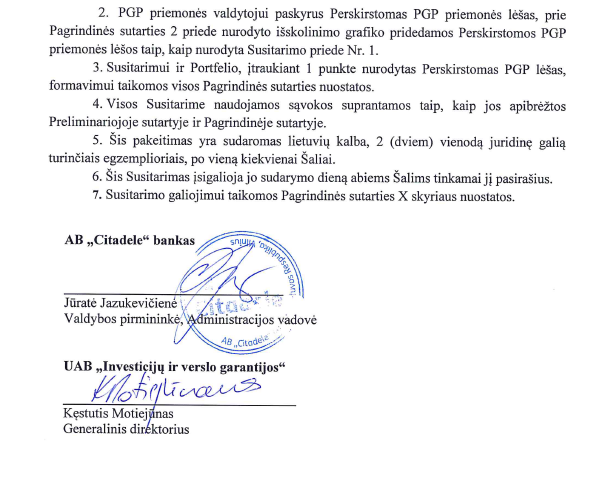 2. PGP priemonės valdytojui paskyrus Perskirstomas PGP priemonės lėšas, prie
Pagrindinės sutarties 2 priede nurodyto išskolinimo grafiko pridedamos Perskirstomos PGP
priemonės lėšos taip, kaip nurodyta Susitarimo priede Nr. 1.
3. Susitarimui ir Portfelio, įtraukiant 1 punkte nurodytas Perskirstomas PGP lėšas,
formavimui taikomos visos Pagrindinės sutarties nuostatos.
4. Visos Susitarime naudojamos sąvokos suprantamos taip, kaip jos apibrėžtos
Preliminariojoje sutartyje ir Pagrindinėje sutartyje.
5. Šis pakeitimas yra sudaromas lietuvių kalba, 2 (dviem) vienodą juridinę galią
turinčiais egzemplioriais, po vieną kiekvienai Šaliai.
6. Šis Susitarimas įsigalioja jo sudarymo dieną abiems Šalims tinkamai jį pasirašius.
7. Susitarimo galiojimui taikomos Pagrindinės sutarties X skyriaus nuostatos.
AB „Citadele“ bankas
Respublika, Vilnius
Citadele
Jūratė Jazukevičienė
Valdybos pirmininkė, Administracijos vadovė
AB „Citadele“
UAB „Investicijų ir verslo garantijos“
KMotiejūnas
Kęstutis Motiejūnas
Generalinis direktorius